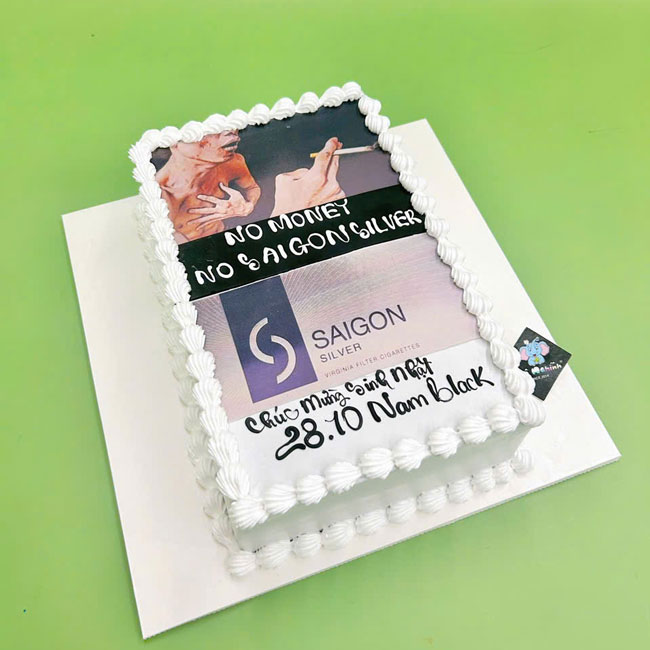 NO MONEY
NO SAIGON SILVER
SAIGON
SILVER
VIRGINIA FILTER CIGARETTES
Chúc Mừng Sinh Nhật
28.10 Nam Black